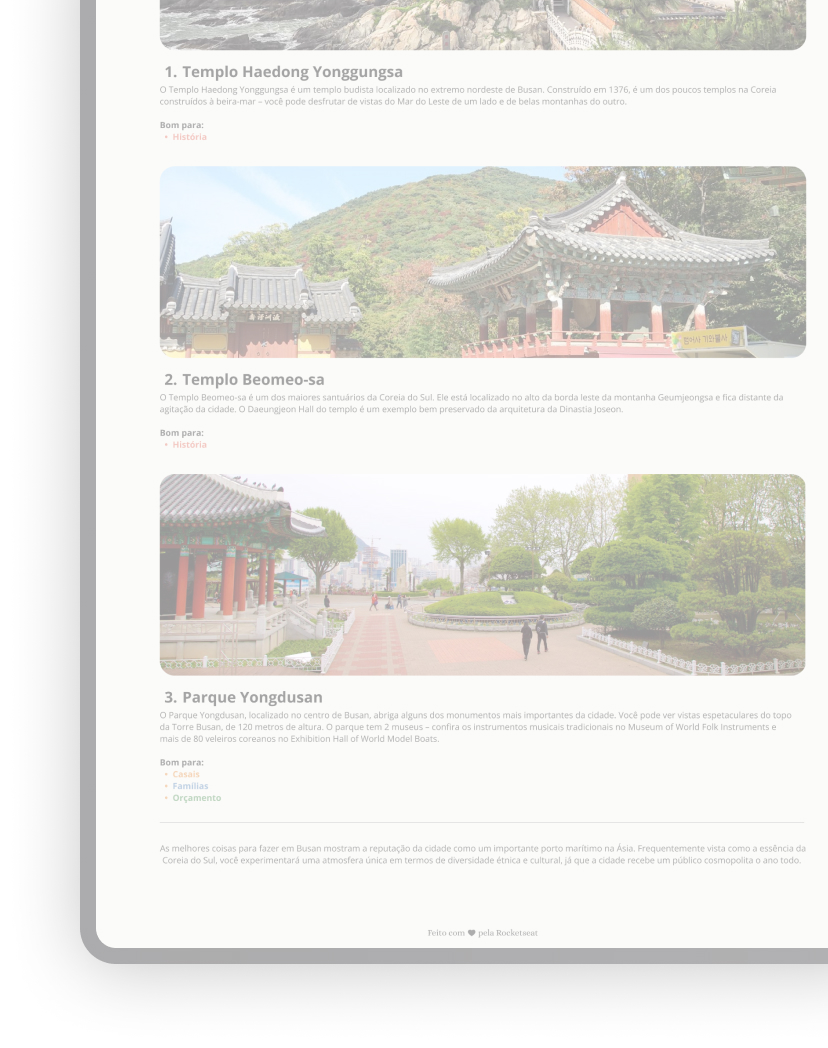 1. Templo Haedong Yonggungsa
O Templo Haedong Yonggungsa é um templo budista localizado no extremo nordeste de Busan. Construído em 1376, é um dos poucos templos na Coreia
construídos à beira-mar – você pode desfrutar de vistas do Mar do Leste de um lado e de belas montanhas do outro.
Bom para:
• História
2. Templo Beomeo-sa
O Templo Beomeo-sa é um dos maiores santuários da Coreia do Sul. Ele está localizado no alto da borda leste da montanha Geumjeongsa e fica distante da
agitação da cidade. O Daeungjeon Hall do templo é um exemplo bem preservado da arquitetura da Dinastia Joseon.
Bom para:
• História
3. Parque Yongdusan
O Parque Yongdusan, localizado no centro de Busan, abriga alguns dos monumentos mais importantes da cidade. Você pode ver vistas espetaculares do topo
da Torre Busan, de 120 metros de altura. O parque tem 2 museus – confira os instrumentos musicais tradicionais no Museum of World Folk Instruments e
mais de 80 veleiros coreanos no Exhibition Hall of World Model Boats.
Bom para:
• Casais
• Famílias
• Orçamento
As melhores coisas para fazer em Busan mostram a reputação da cidade como um importante porto marítimo na Ásia. Frequentemente vista como a essência da
Coreia do Sul, você experimentará uma atmosfera única em termos de diversidade étnica e cultural, já que a cidade recebe um público cosmopolita o ano todo.
Feito com ♥ pela Rocketseat